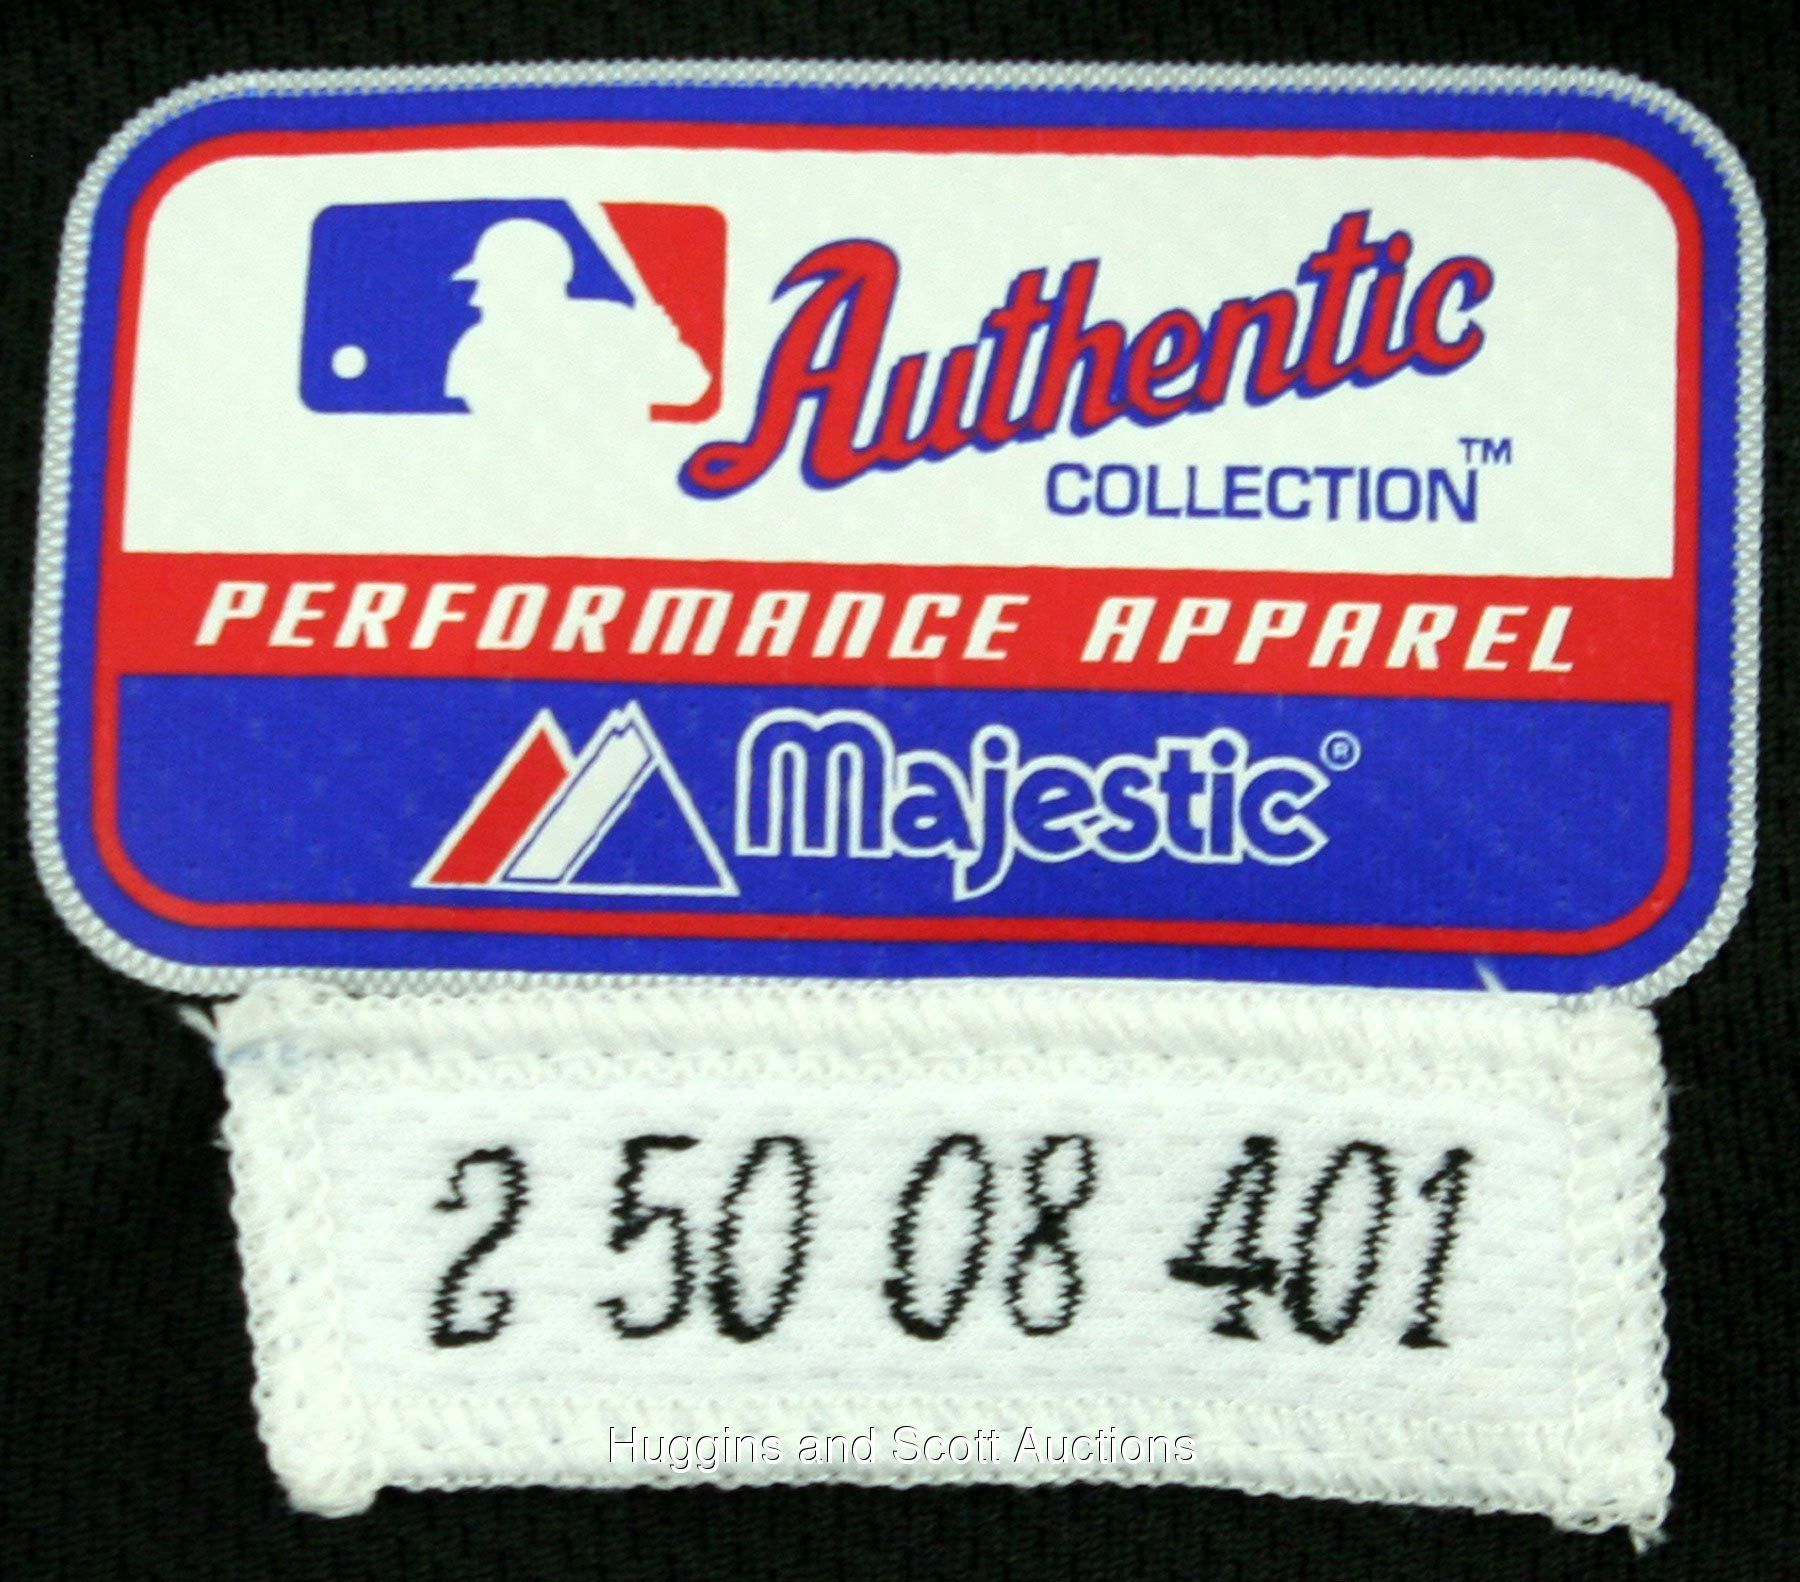 Authentic
COLLECTION™
PERFORMANCE APPAREL
Majestic®
2 50 08 401
Huggins and Scott Auctions